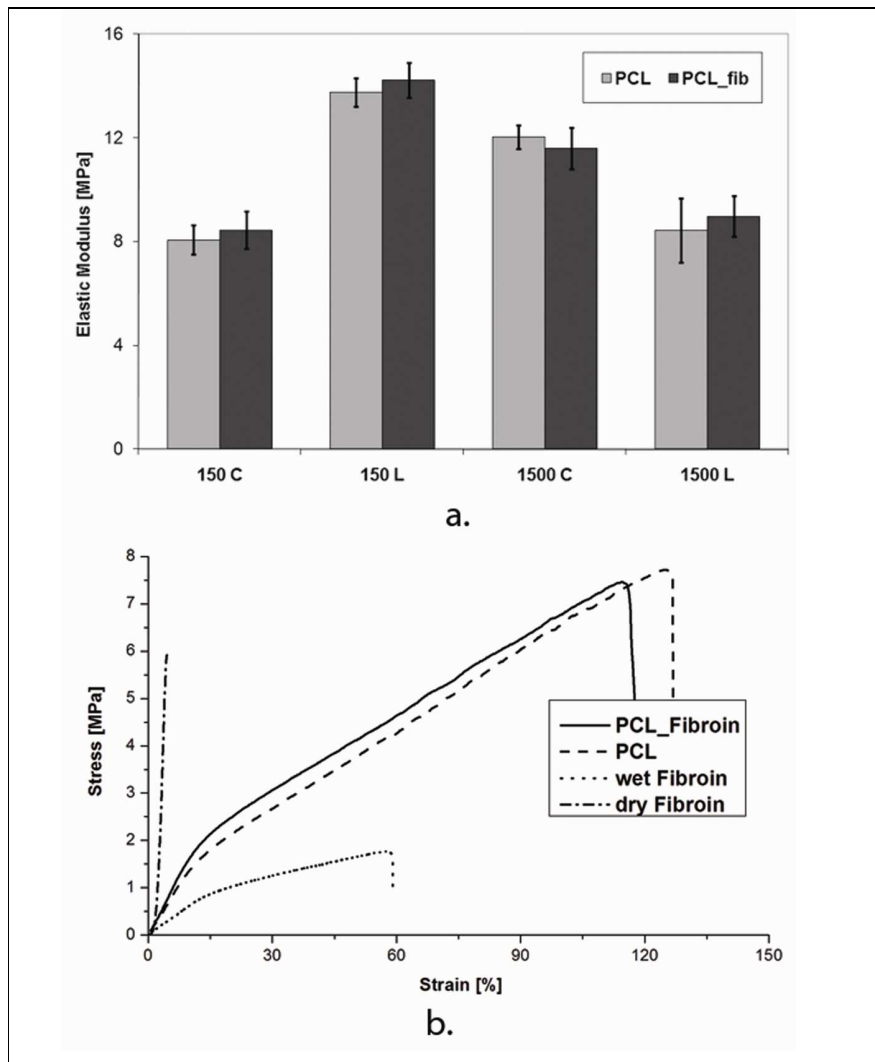 16
12
8
4
0
Elastic Modulus [MPa]
PCL PCL_fib
150 C 150 L 1500 C 1500 L
a.
8
7
6
5
4
3
2
1
0
Stress [MPa]
PCL_Fibroin
PCL
wet Fibroin
dry Fibroin
0 30 60 90 120 150
Strain [%]
b.